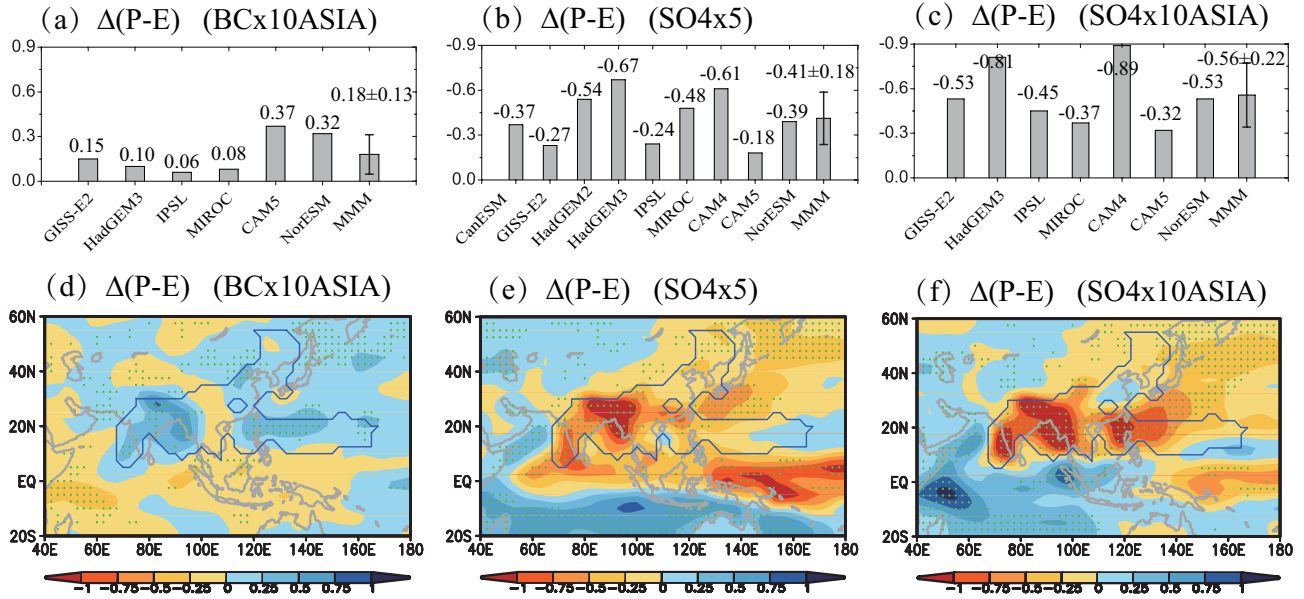 (a) Δ(P-E) (BCx10ASIA)
0.9
0.6
0.3
0.0
0.15
0.10
0.06
0.08
0.37
0.32
0.18±0.13
GISS-E2
HadGEM3
IPSL
MIROC
CAM5
NorESM
MMM
(b) Δ(P-E) (SO4x5)
-0.9
-0.6
-0.3
0.0
-0.37
-0.27
-0.54
-0.67
-0.24
-0.48
-0.61
-0.18
-0.39
-0.41±0.18
CanESM
GISS-E2
HadGEM2
HadGEM3
IPSL
MIROC
CAM4
CAM5
NorESM
MMM
(c) Δ(P-E) (SO4x10ASIA)
-0.9
-0.6
-0.3
0.0
-0.53
-0.81
-0.45
-0.37
-0.89
-0.32
-0.53
-0.56±0.22
GISS-E2
HadGEM3
IPSL
MIROC
CAM4
CAM5
NorESM
MMM
(d) Δ(P-E) (BCx10ASIA)
60N
40N
20N
EQ
20S
40E 60E 80E 100E 120E 140E 160E 180
-1 -0.75 -0.5 -0.25 0 0.25 0.5 0.75 1
(e) Δ(P-E) (SO4x5)
60N
40N
20N
EQ
20S
40E 60E 80E 100E 120E 140E 160E 180
-1 -0.75 -0.5 -0.25 0 0.25 0.5 0.75 1
(f) Δ(P-E) (SO4x10ASIA)
60N
40N
20N
EQ
20S
40E 60E 80E 100E 120E 140E 160E 180
-1 -0.75 -0.5 -0.25 0 0.25 0.5 0.75 1